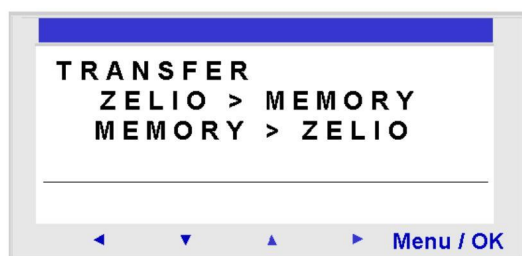 TRANSFER
ZELIO > MEMORY
MEMORY > ZELIO
Menu / OK